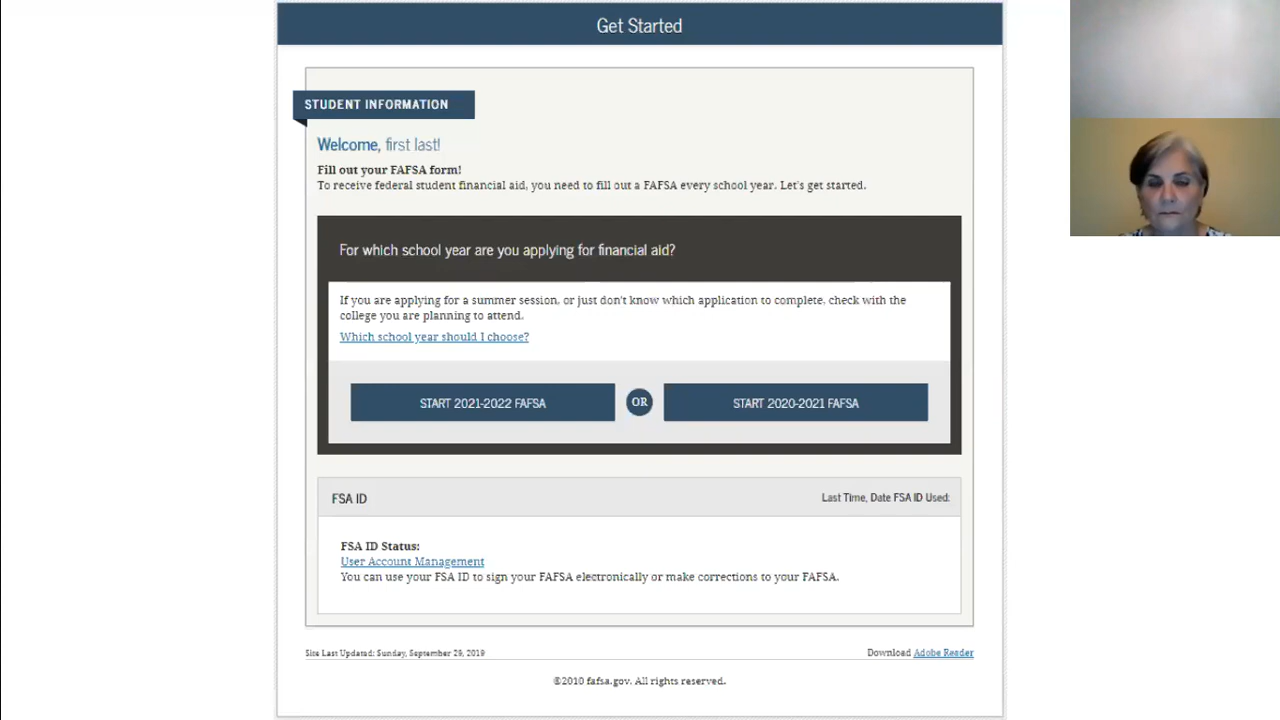 Get Started
STUDENT INFORMATION
Welcome, first last!
Fill out your FAFSA form!
To receive federal student financial aid, you need to fill out a FAFSA every school year. Let's get started.
For which school year are you applying for financial aid?
If you are applying for a summer session, or just don't know which application to complete, check with the
college you are planning to attend.
Which school year should I choose?
START 2021-2022 FAFSA
OR
START 2020-2021 FAFSA
FSA ID
Last Time, Date FSA ID Used:
FSA ID Status:
User Account Management
You can use your FSA ID to sign your FAFSA electronically or make corrections to your FAFSA.
Site Last Updated: Sunday, September 29, 2019
Download Adobe Reader
©2010 fafsa.gov. All rights reserved.